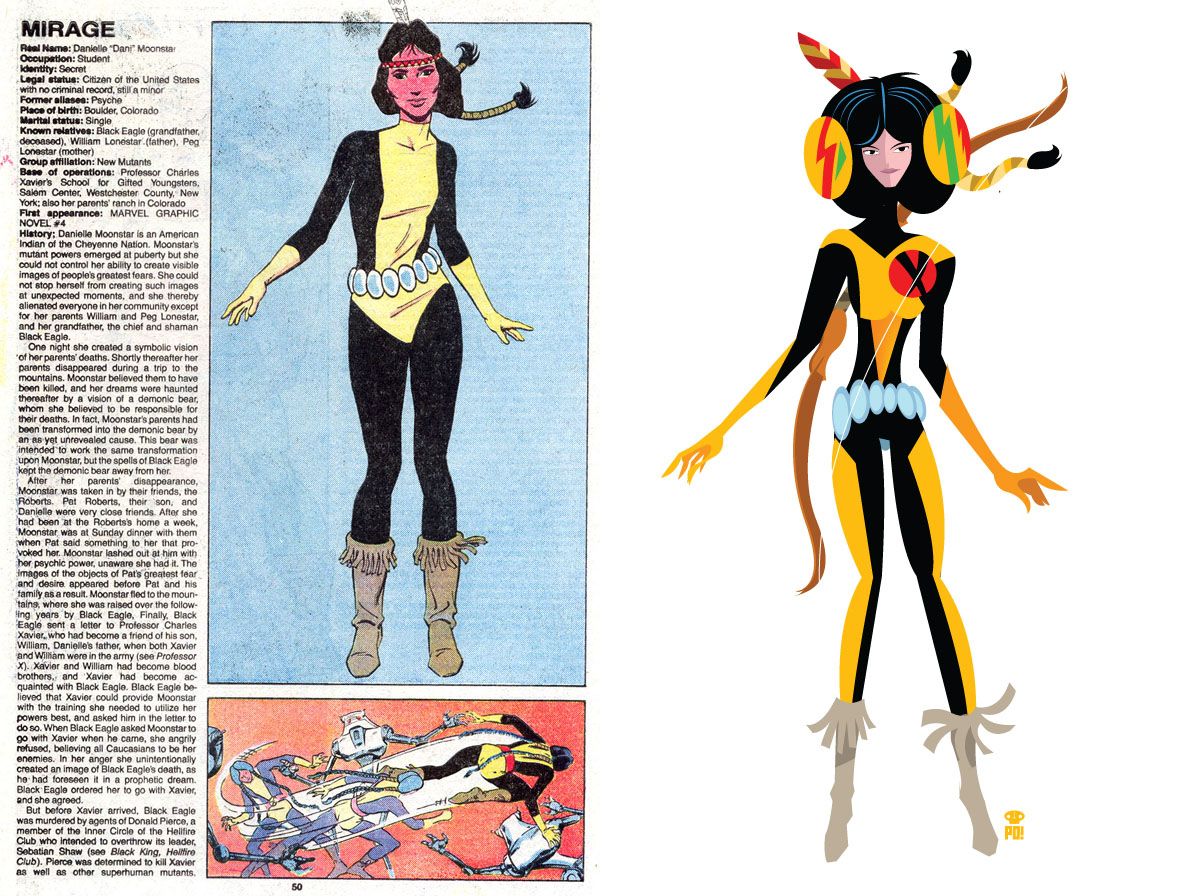 MIRAGE
Real Name: Danielle "Dani" Moonstar
Occupation: Student
Identity: Secret
Legal status: Citizen of the United States
with no criminal record, still a minor
Former aliases: Psyche
Place of birth: Boulder, Colorado
Marital status: Single
Known relatives: Black Eagle (grandfather,
deceased), William Lonestar (father), Peg
Lonestar (mother)
Group affiliation: New Mutants
Base of operations: Professor Charles
Xavier's School for Gifted Youngsters,
Salem Center, Westchester County, New
York; also her parents' ranch in Colorado
First appearance: MARVEL GRAPHIC
NOVEL #4
History; Danielle Moonstar is an American
Indian of the Cheyenne Nation. Moonstar's
mutant powers emerged at puberty but she
could not control her ability to create visible
images of people's greatest fears. She could
not stop herself from creating such images
at unexpected moments, and she thereby
alienated everyone in her community except
for her parents William and Peg Lonestar,
and her grandfather, the chief and shaman
Black Eagle.
One night she created a symbolic vision
of her parents' deaths. Shortly thereafter her
parents disappeared during a trip to the
mountains. Moonstar believed them to have
been killed, and her dreams were haunted
thereafter by a vision of a demonic bear,
whom she believed to be responsible for
their deaths. In fact, Moonstar's parents had
been transformed into the demonic bear by
an as yet unrevealed cause. This bear was
intended to work the same transformation
upon Moonstar, but the spells of Black Eagle
kept the demonic bear away from her.
After her parents' disappearance,
Moonstar was taken in by their friends, the
Roberts. Pat Roberts, their son, and
Danielle were very close friends. After she
had been at the Roberts's home a week,
Moonstar was at Sunday dinner with them
when Pat said something to her that pro-
voked her. Moonstar lashed out at him with
her psychic power, unaware she had it. The
images of the objects of Pat's greatest fear
and desire appeared before Pat and his
family as a result. Moonstar fled to the moun-
tains, where she was raised over the follow-
ing years by Black Eagle, Finally, Black
Eagle sent a letter to Professor Charles
Xavier, who had become a friend of his son,
William, Danielle's father, when both Xavier
and William were in the army (see Professor
X). Xavier and William had become blood
brothers, and Xavier had become ac-
quainted with Black Eagle. Black Eagle be-
lieved that Xavier could provide Moonstar
with the training she needed to utilize her
powers best, and asked him in the letter to
do so. When Black Eagle asked Moonstar to
go with Xavier when he came, she angrily
refused, believing all Caucasians to be her
enemies. In her anger she unintentionally
created an image of Black Eagle's death, as
he had foreseen it in a prophetic dream.
Black Eagle ordered her to go with Xavier,
and she agreed.
But before Xavier arrived, Black Eagle
was murdered by agents of Donald Pierce, a
member of the Inner Circle of the Hellfire
Club who intended to overthrow its leader,
Sebatian Shaw (see Black King, Hellfire
Club). Pierce was determined to kill Xavier
as well as other superhuman mutants.
50
X
PD!